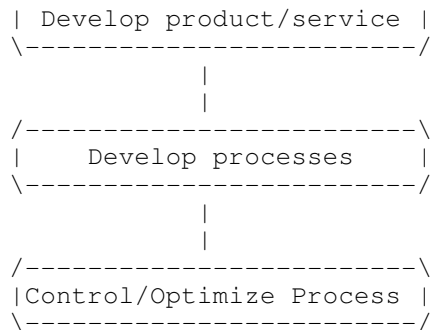 Develop product/service
Develop processes
Control/Optimize Process